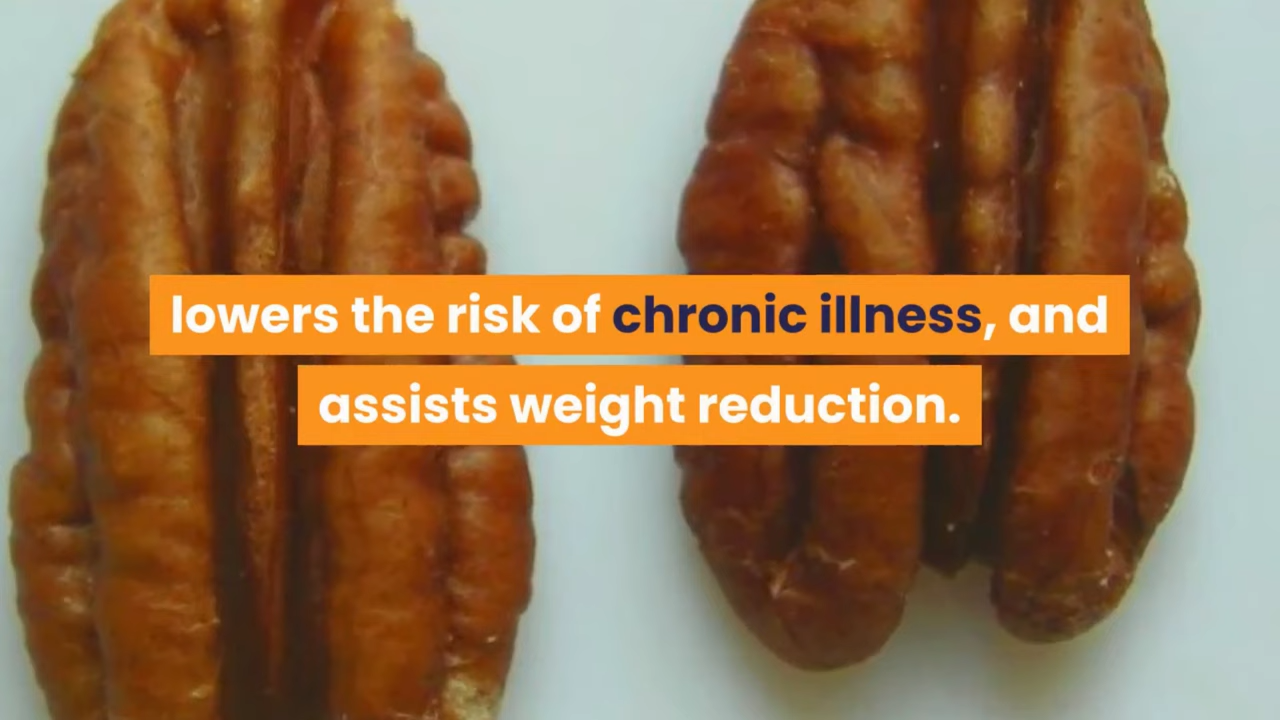 lowers the risk of chronic illness, and
assists weight reduction.